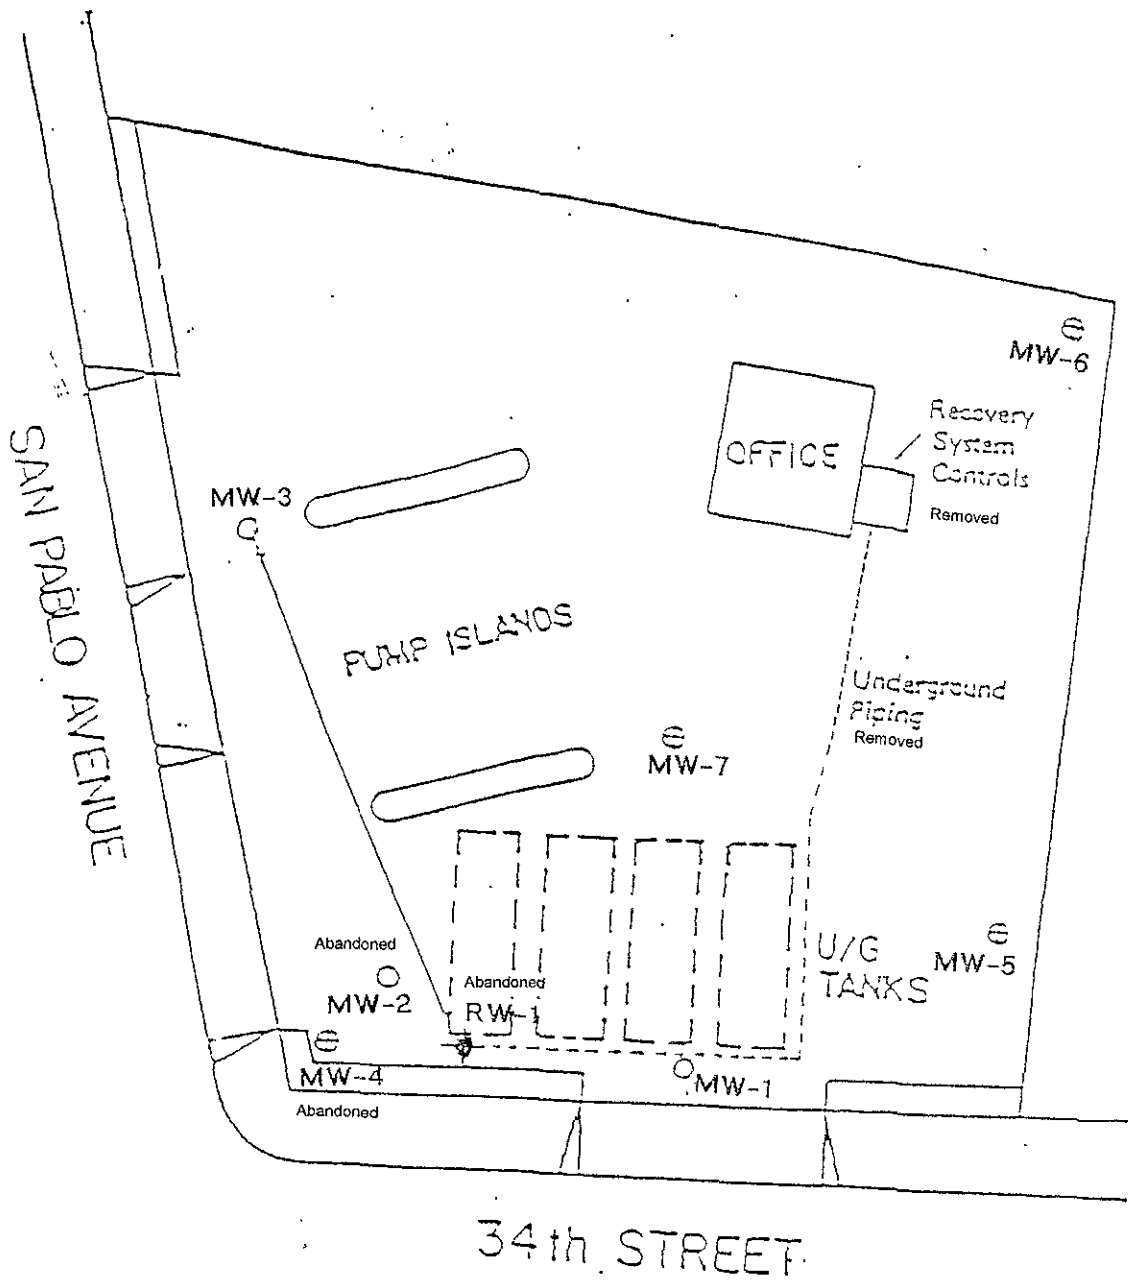 MW-6
Recovery
System
Controls
Removed
OFFICE
MW-3
SAN PABLO AVENUE
PUMP ISLANDS
Underground
Piping
Removed
MW-7
U/G
TANKS
MW-5
Abandoned
MW-2
Abandoned
RW-1
MW-4
Abandoned
MW-1
34th STREET